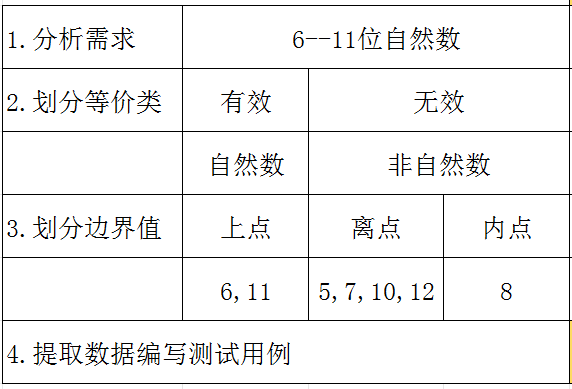 1.分析需求 6--11位自然数
2.划分等价类 有效 无效
自然数 非自然数
3.划分边界值 上点 离点 内点
6,11 5,7,10,12 8
4.提取数据编写测试用例